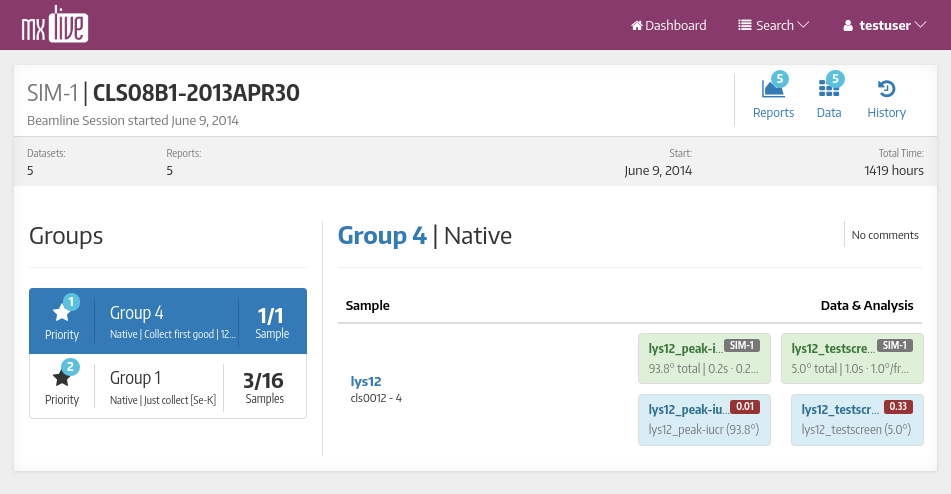 mx live
Dashboard Search testuser
SIM-1 | CLS08B1-2013APR30
Beamline Session started June 9, 2014
5 5
Reports Data History
Datasets: Reports: Start: Total Time:
5 5 June 9, 2014 1419 hours
Groups
Group 4 | Native
No comments
1
Priority
Group 4
Native | Collect first good | 12...
1/1
Sample
2
Priority
Group 1
Native | Just collect [Se-K]
3/16
Samples
Sample Data & Analysis
lys12
cls0012 - 4
lys12_peak-i... SIM-1
93.8° total | 0.2s · 0.2...
lys12_testscre... SIM-1
5.0° total | 1.0s · 1.0°/fr...
lys12_peak-iu... 0.01
lys12_peak-iucr (93.8°)
lys12_testscr... 0.33
lys12_testscreen (5.0°)